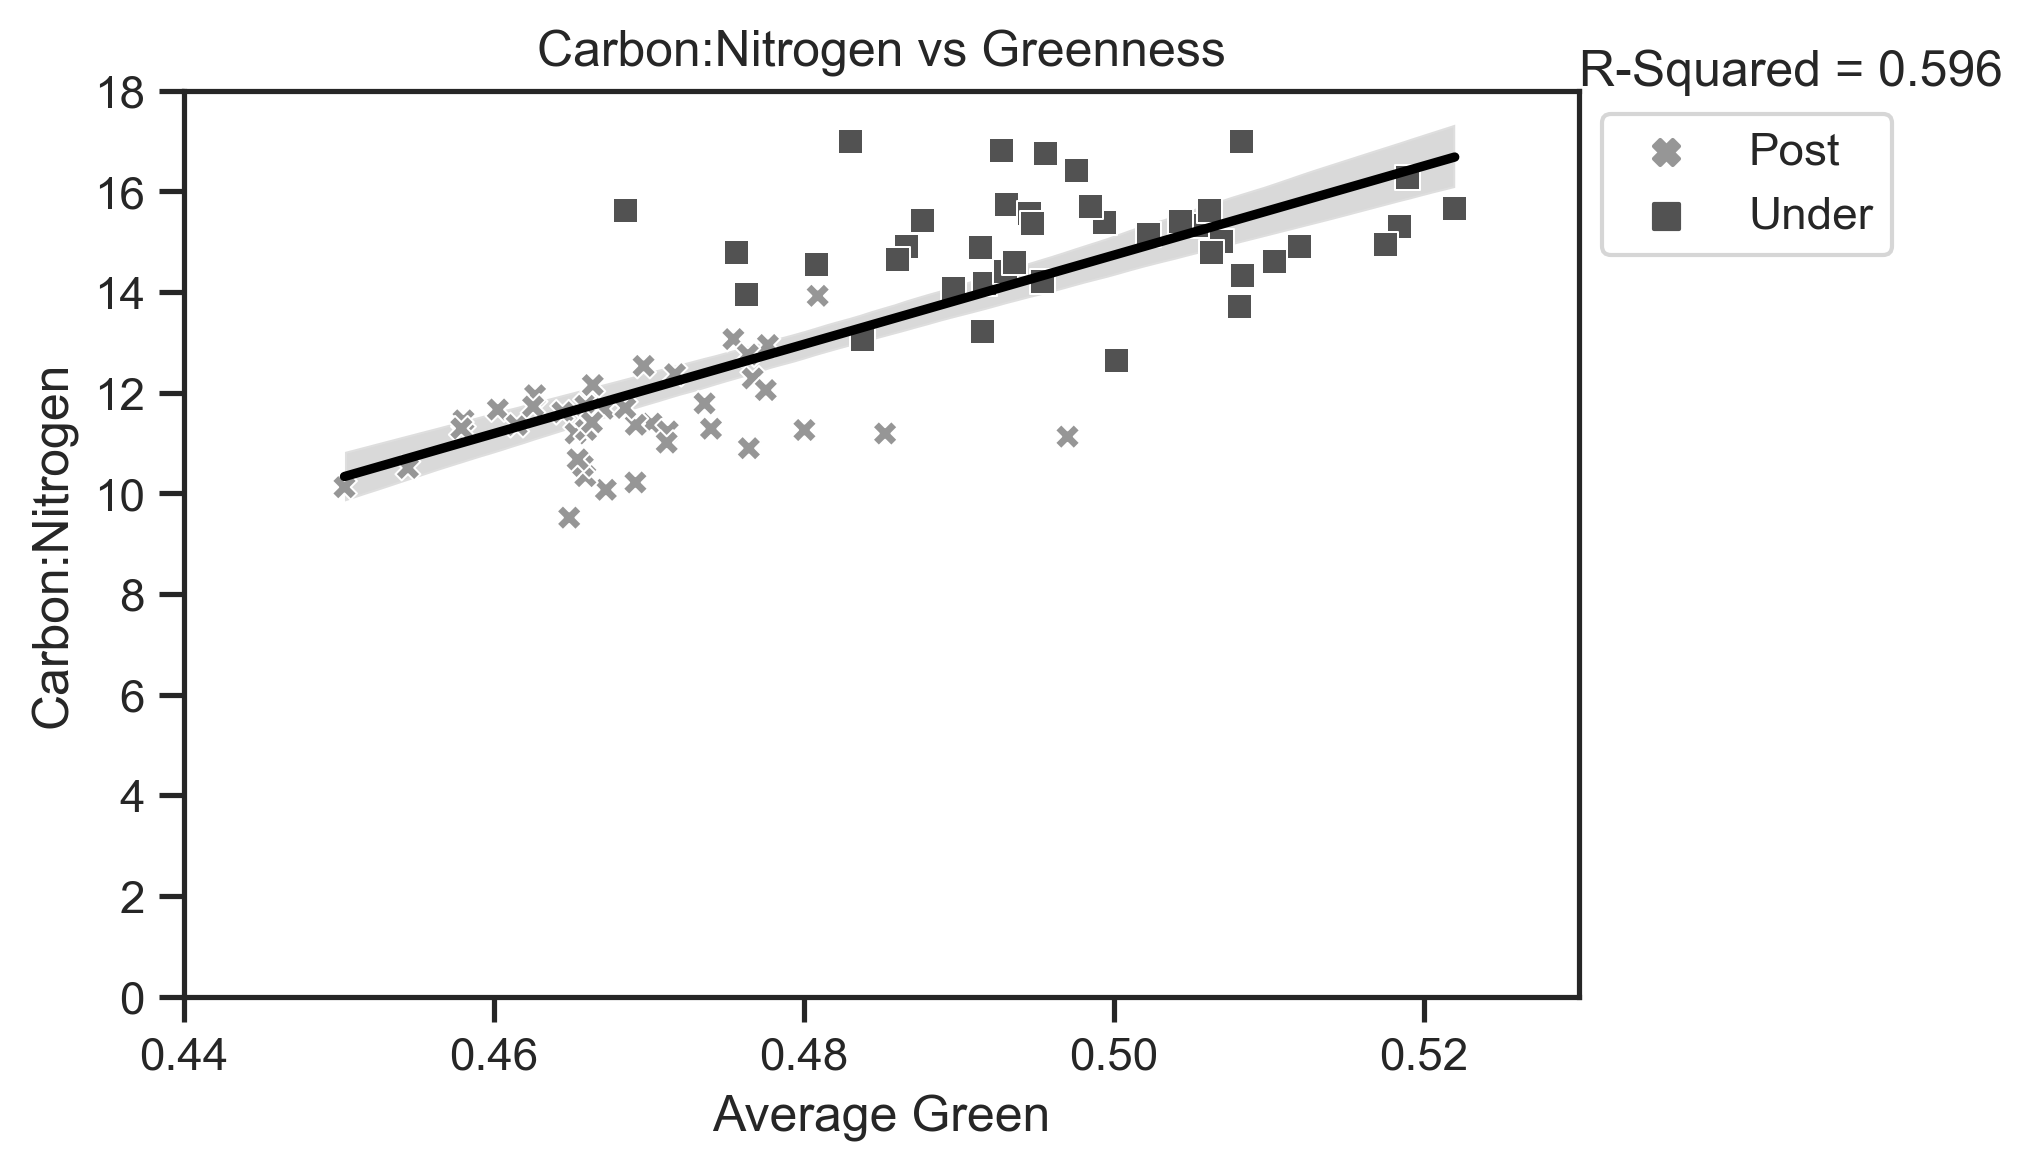 Carbon:Nitrogen vs Greenness
R-Squared = 0.596
Post
Under
Carbon:Nitrogen
18
16
14
12
10
8
6
4
2
0
0.44 0.46 0.48 0.50 0.52
Average Green